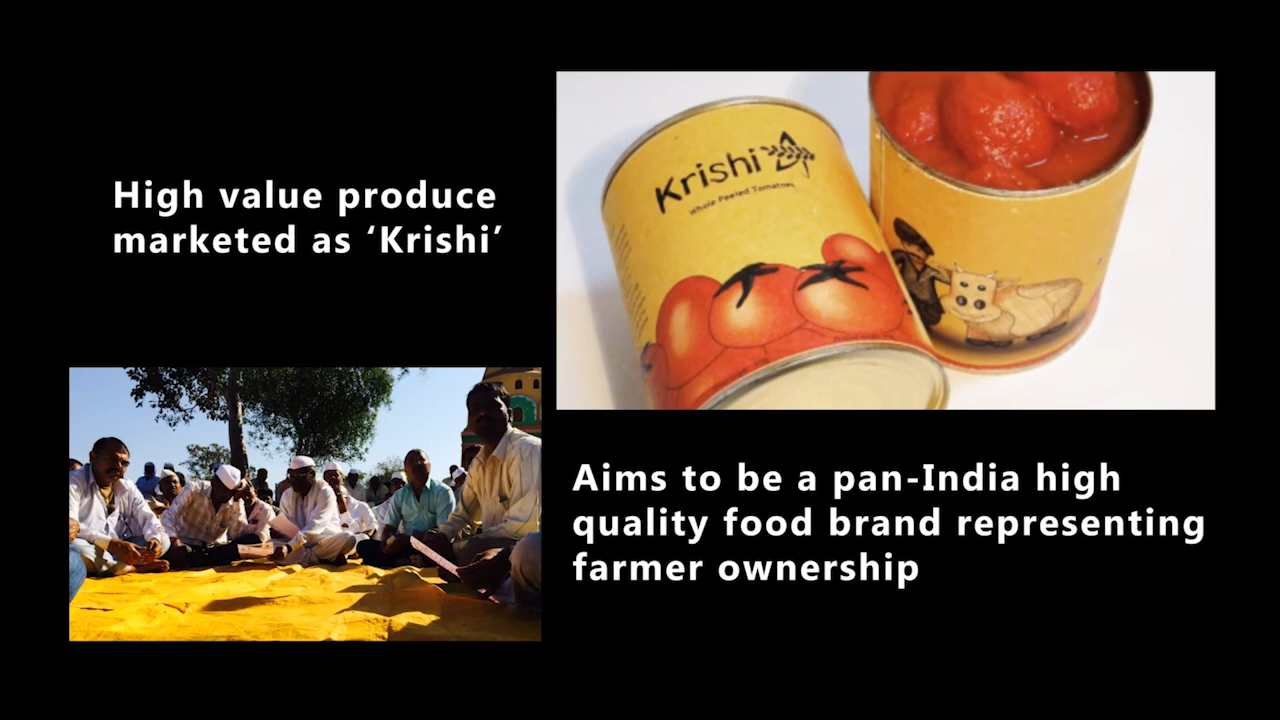 High value produce
marketed as ‘Krishi’
Krishi
Whole Peeled Tomatoes
Aims to be a pan-India high
quality food brand representing
farmer ownership